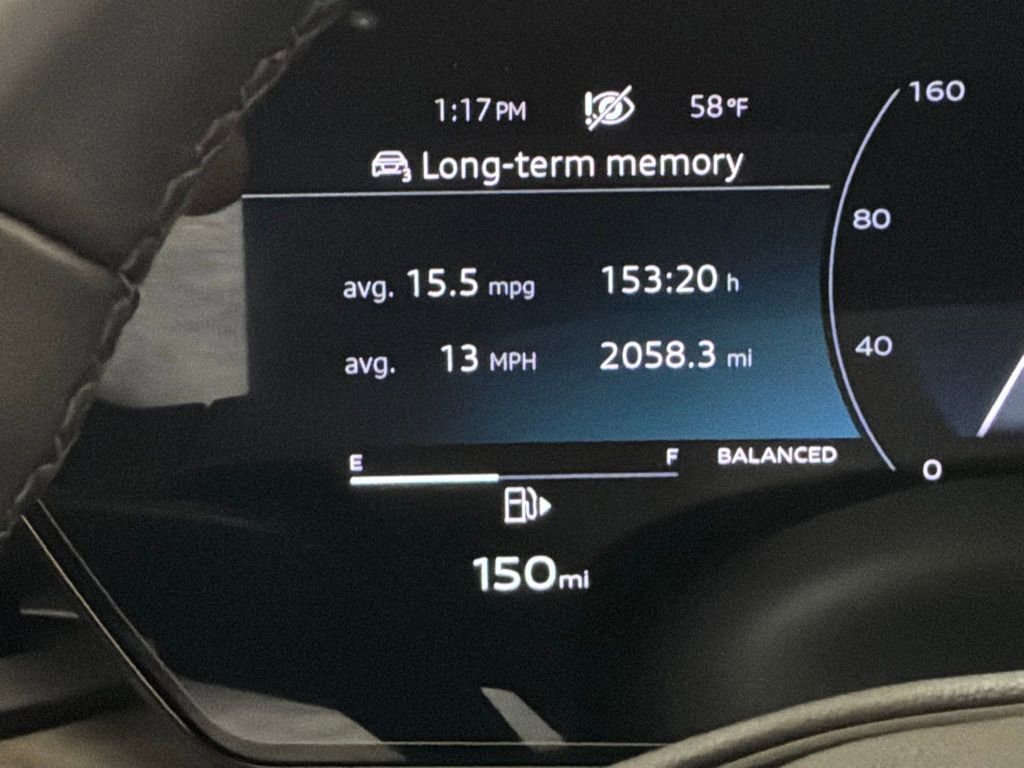 1:17 PM 58°F
3 Long-term memory
avg. 15.5 mpg 153:20 h
avg. 13 MPH 2058.3 mi
E F BALANCED
150 mi
160
80
40
0